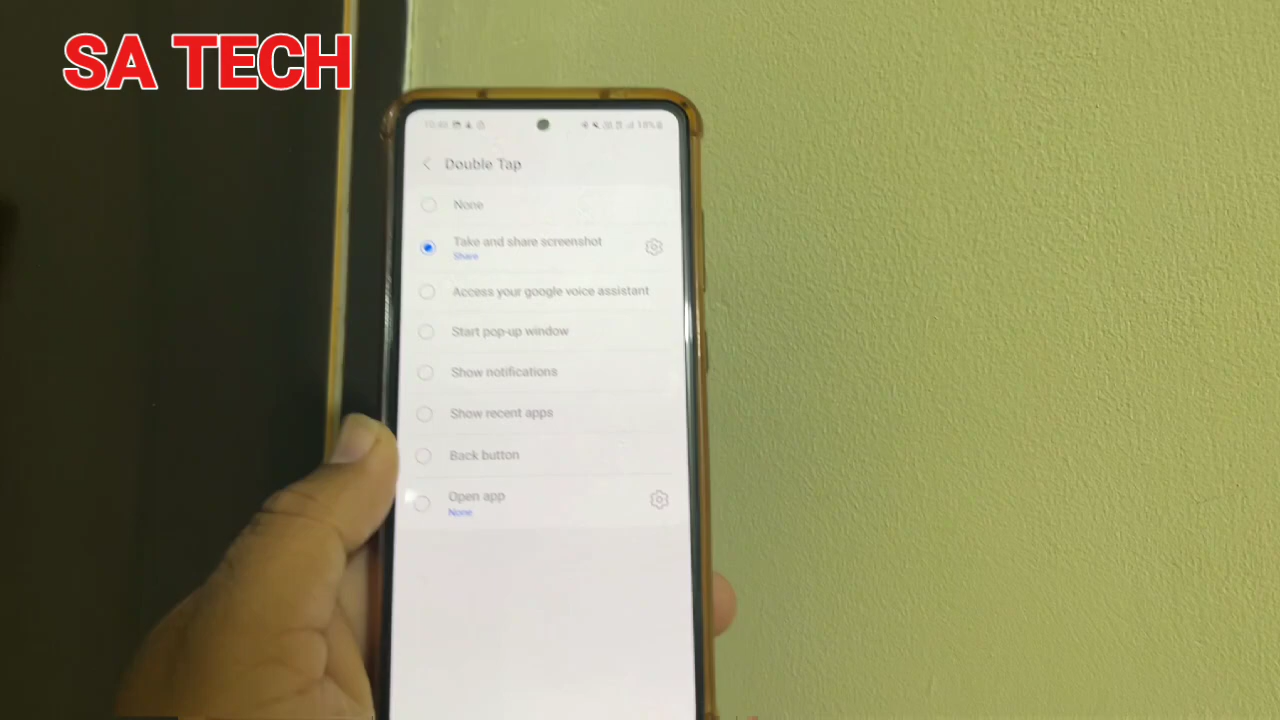 SA TECH
18%
Double Tap
None
Take and share screenshot
Share
Access your google voice assistant
Start pop-up window
Show notifications
Show recent apps
Back button
Open app
None